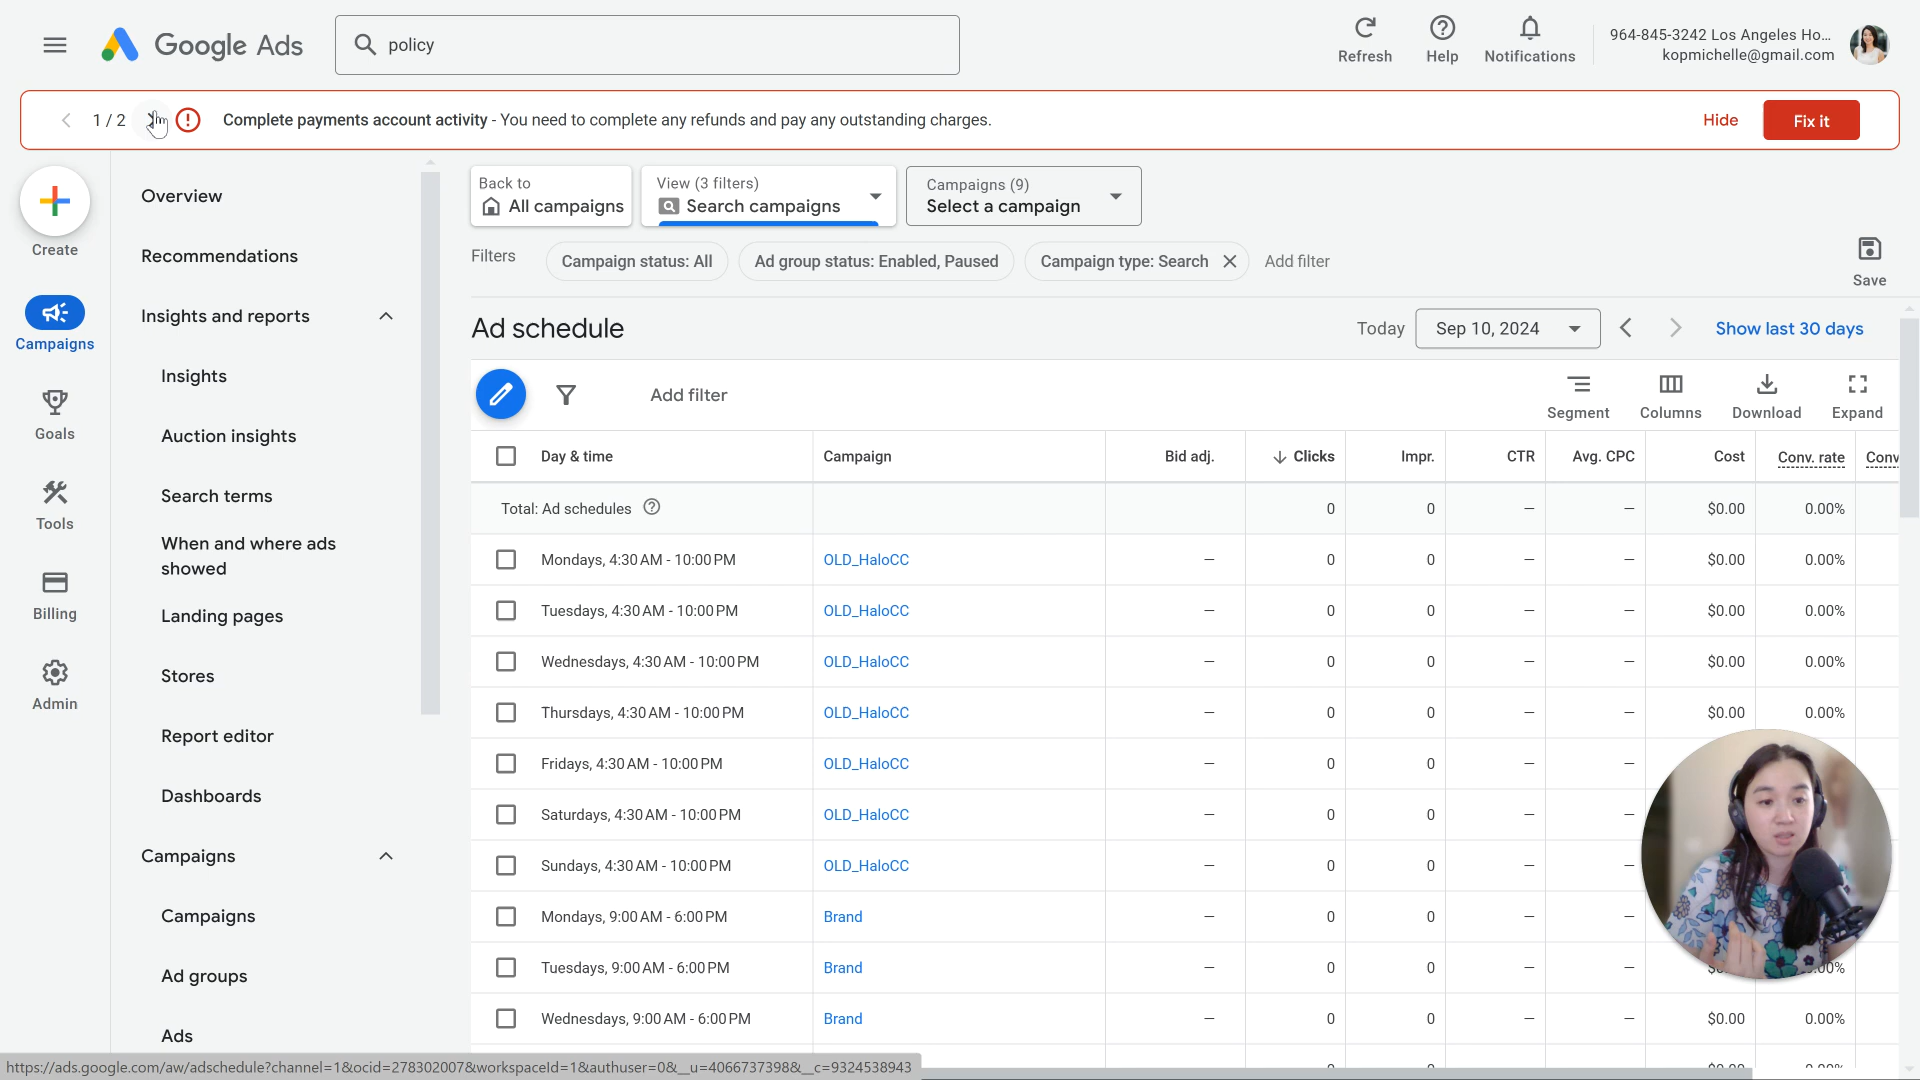 Google Ads
policy
Refresh
Help
Notifications
964-845-3242 Los Angeles Ho...
kopmichelle@gmail.com
1 / 2
Complete payments account activity - You need to complete any refunds and pay any outstanding charges.
Hide
Fix it
Create
Campaigns
Goals
Tools
Billing
Admin
Overview
Recommendations
Insights and reports
Insights
Auction insights
Search terms
When and where ads
showed
Landing pages
Stores
Report editor
Dashboards
Campaigns
Campaigns
Ad groups
Ads
Back to
All campaigns
View (3 filters)
Search campaigns
Campaigns (9)
Select a campaign
Filters
Campaign status: All
Ad group status: Enabled, Paused
Campaign type: Search
Add filter
Save
Ad schedule
Today
Sep 10, 2024
Show last 30 days
Add filter
Segment
Columns
Download
Expand
Day & time Campaign Bid adj. Clicks Impr. CTR Avg. CPC Cost Conv. rate Conv
Total: Ad schedules 0 0 — — $0.00 0.00%
Mondays, 4:30 AM - 10:00 PM OLD_HaloCC — 0 0 — — $0.00 0.00%
Tuesdays, 4:30 AM - 10:00 PM OLD_HaloCC — 0 0 — — $0.00 0.00%
Wednesdays, 4:30 AM - 10:00 PM OLD_HaloCC — 0 0 — — $0.00 0.00%
Thursdays, 4:30 AM - 10:00 PM OLD_HaloCC — 0 0 — — $0.00 0.00%
Fridays, 4:30 AM - 10:00 PM OLD_HaloCC — 0 0 —  —
Saturdays, 4:30 AM - 10:00 PM OLD_HaloCC — 0 0 — —
Sundays, 4:30 AM - 10:00 PM OLD_HaloCC — 0 0 — —
Mondays, 9:00 AM - 6:00 PM Brand — 0 0 — —
Tuesdays, 9:00 AM - 6:00 PM Brand — 0 0 — —
Wednesdays, 9:00 AM - 6:00 PM Brand — 0 0 — — $0.00 0.00%
https://ads.google.com/aw/adschedule?channel=1&ocid=278302007&workspaceId=1&authuser=0&__u=4066737398&__c=9324538943